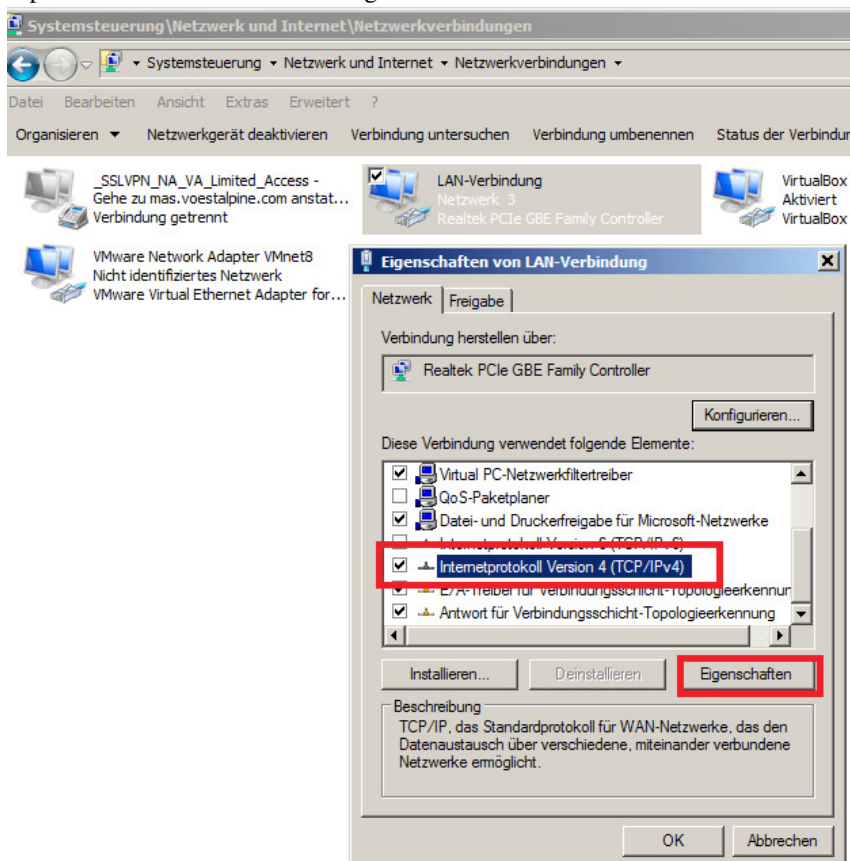 Systemsteuerung\Netzwerk und Internet\Netzwerkverbindungen
Systemsteuerung Netzwerk und Internet Netzwerkverbindungen
Datei Bearbeiten Ansicht Extras Erweitert ?
Organisieren Netzwerkgerät deaktivieren Verbindung untersuchen Verbindung umbenennen Status der Verbindun
_SSLVPN_NA_VA_Limited_Access -
Gehe zu mas.voestalpine.com anstat...
Verbindung getrennt
LAN-Verbindung
Netzwerk 3
Realtek PCIe GBE Family Controller
VirtualBox
Aktiviert
VirtualBox
VMware Network Adapter VMnet8
Nicht identifiziertes Netzwerk
VMware Virtual Ethernet Adapter for...
Eigenschaften von LAN-Verbindung
Netzwerk Freigabe
Verbindung herstellen über:
Realtek PCIe GBE Family Controller
Konfigurieren...
Diese Verbindung verwendet folgende Elemente:
Virtual PC-Netzwerkfiltertreiber
QoS-Paketplaner
Datei- und Druckerfreigabe für Microsoft-Netzwerke
Internetprotokoll Version 6 (TCP/IPv6)
Internetprotokoll Version 4 (TCP/IPv4)
E/A-Treiber für Verbindungsschicht-Topologieerkennun
Antwort für Verbindungsschicht-Topologieerkennung
Installieren... Deinstallieren Eigenschaften
Beschreibung
TCP/IP, das Standardprotokoll für WAN-Netzwerke, das den
Datenaustausch über verschiedene, miteinander verbundene
Netzwerke ermöglicht.
OK Abbrechen